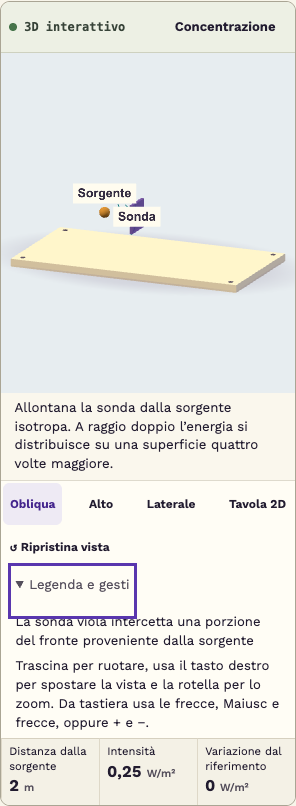 3D interattivo
Concentrazione
Sorgente
Sonda
Allontana la sonda dalla sorgente
isotropa. A raggio doppio l'energia si
distribuisce su una superficie quattro
volte maggiore.
Obliqua Alto Laterale Tavola 2D
↺ Ripristina vista
▼ Legenda e gesti
La sonda viola intercetta una porzione
del fronte proveniente dalla sorgente
Trascina per ruotare, usa il tasto destro
per spostare la vista e la rotella per lo
zoom. Da tastiera usa le frecce, Maiusc e
frecce, oppure + e −.
Distanza dalla
sorgente
2 m
Intensità
0,25 W/m²
Variazione dal
riferimento
0 W/m²